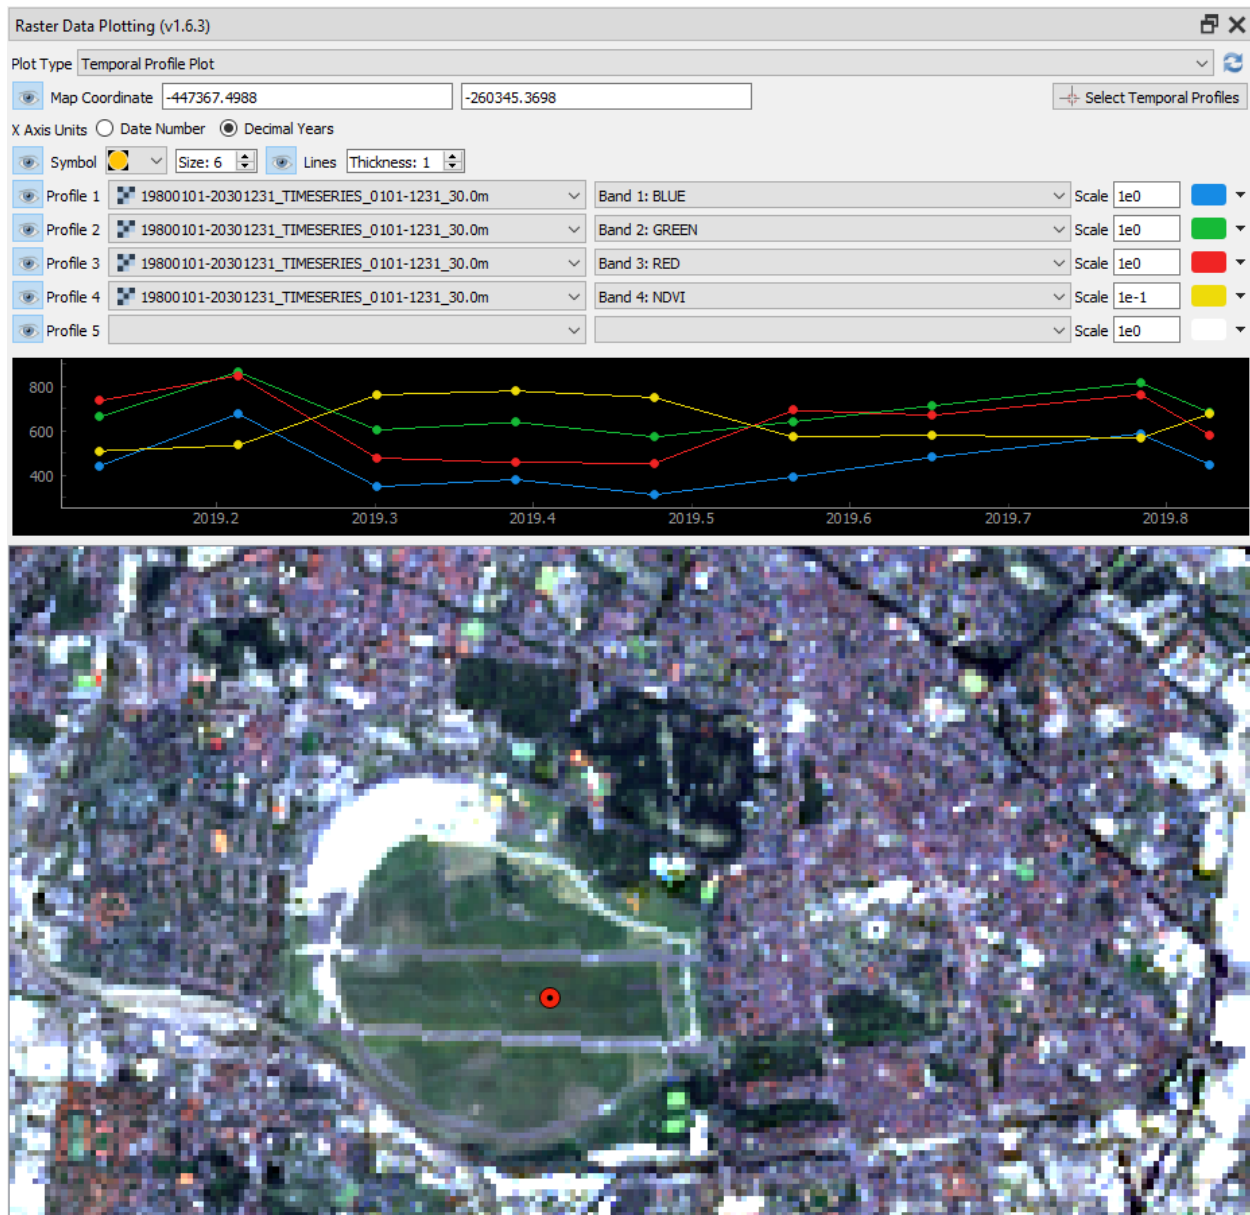 Raster Data Plotting (v1.6.3)
Plot Type Temporal Profile Plot
Map Coordinate -447367.4988 -260345.3698 Select Temporal Profiles
X Axis Units Date Number Decimal Years
Symbol Size: 6 Lines Thickness: 1
Profile 1 19800101-20301231_TIMESERIES_0101-1231_30.0m Band 1: BLUE Scale 1e0
Profile 2 19800101-20301231_TIMESERIES_0101-1231_30.0m Band 2: GREEN Scale 1e0
Profile 3 19800101-20301231_TIMESERIES_0101-1231_30.0m Band 3: RED Scale 1e0
Profile 4 19800101-20301231_TIMESERIES_0101-1231_30.0m Band 4: NDVI Scale 1e-1
Profile 5 Scale 1e0
800
600
400
2019.2 2019.3 2019.4 2019.5 2019.6 2019.7 2019.8